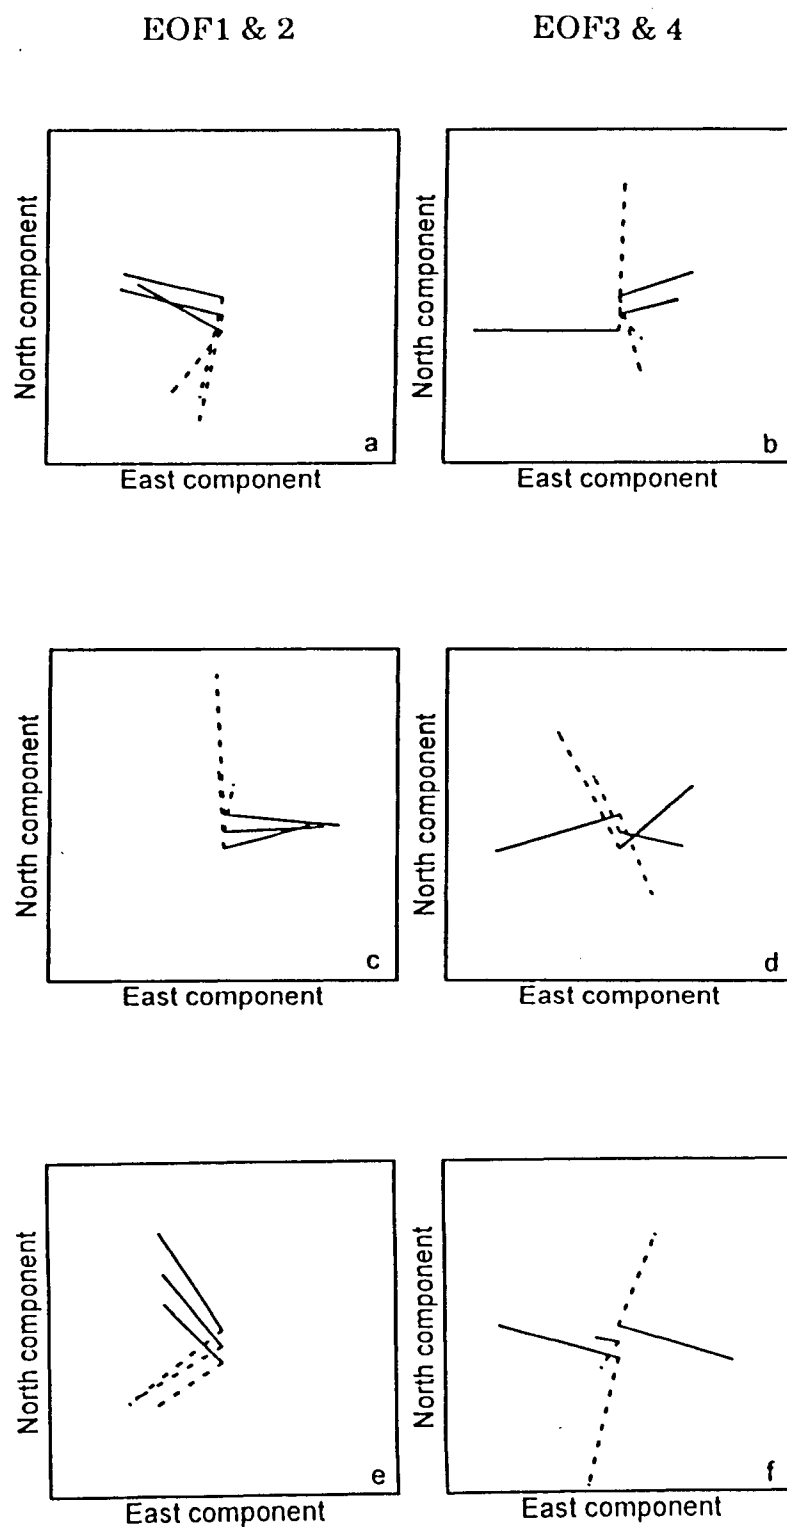 EOF1 & 2
EOF3 & 4
North component
a
East component
North component
b
East component
North component
c
East component
North component
d
East component
North component
e
East component
North component
f
East component